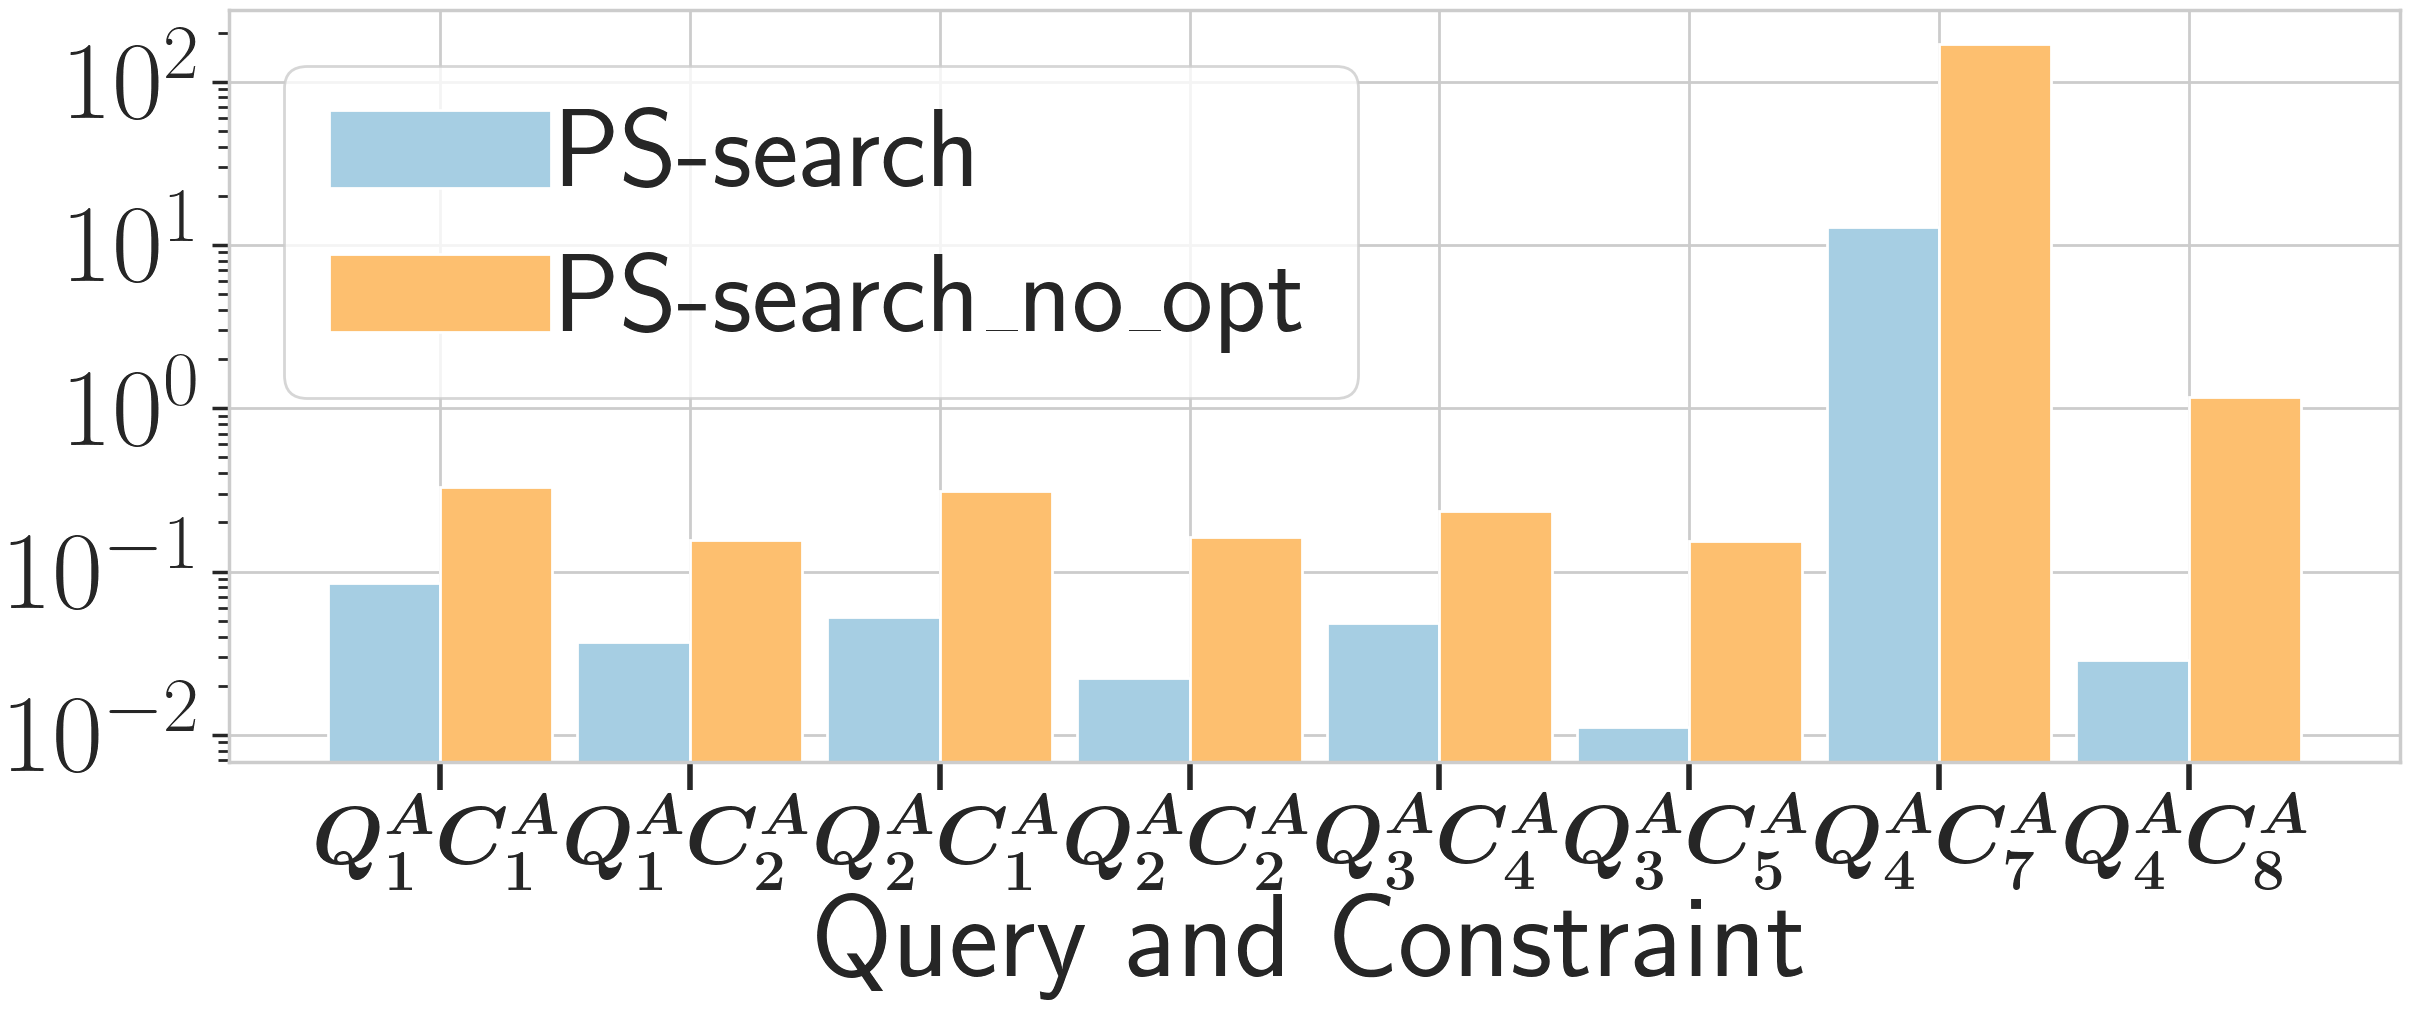 10^2
10^1
10^0
10^-1
10^-2
PS-search
PS-search_no_opt
Q_1^A C_1^A Q_1^A C_2^A Q_2^A C_1^A Q_2^A C_2^A Q_3^A C_4^A Q_3^A C_5^A Q_4^A C_7^A Q_4^A C_8^A
Query and Constraint